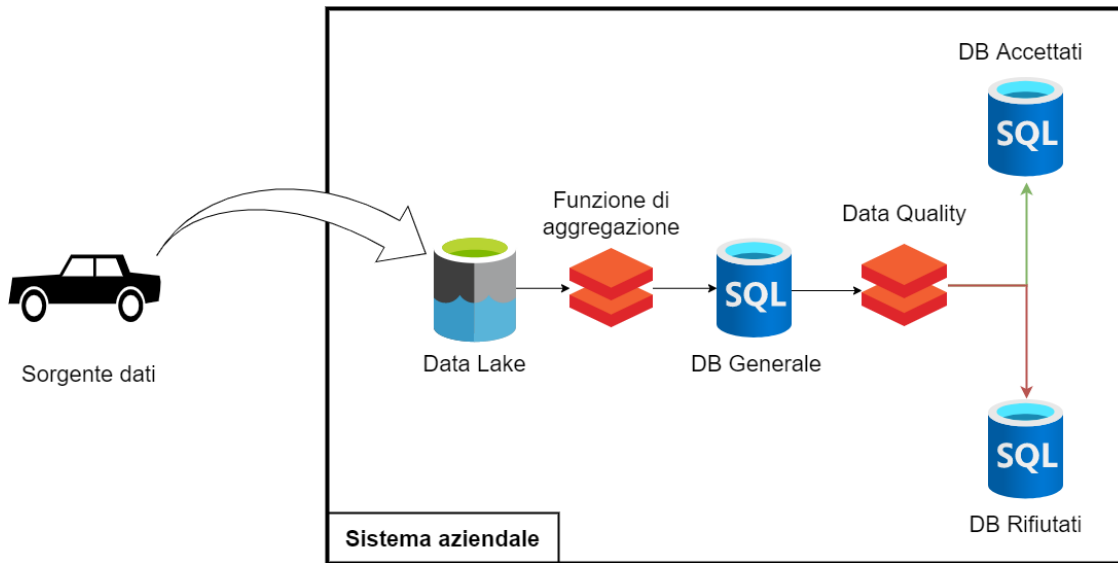 DB Accettati
SQL
Funzione di
aggregazione
Data Quality
SQL
Data Lake
DB Generale
Sorgente dati
SQL
DB Rifiutati
Sistema aziendale